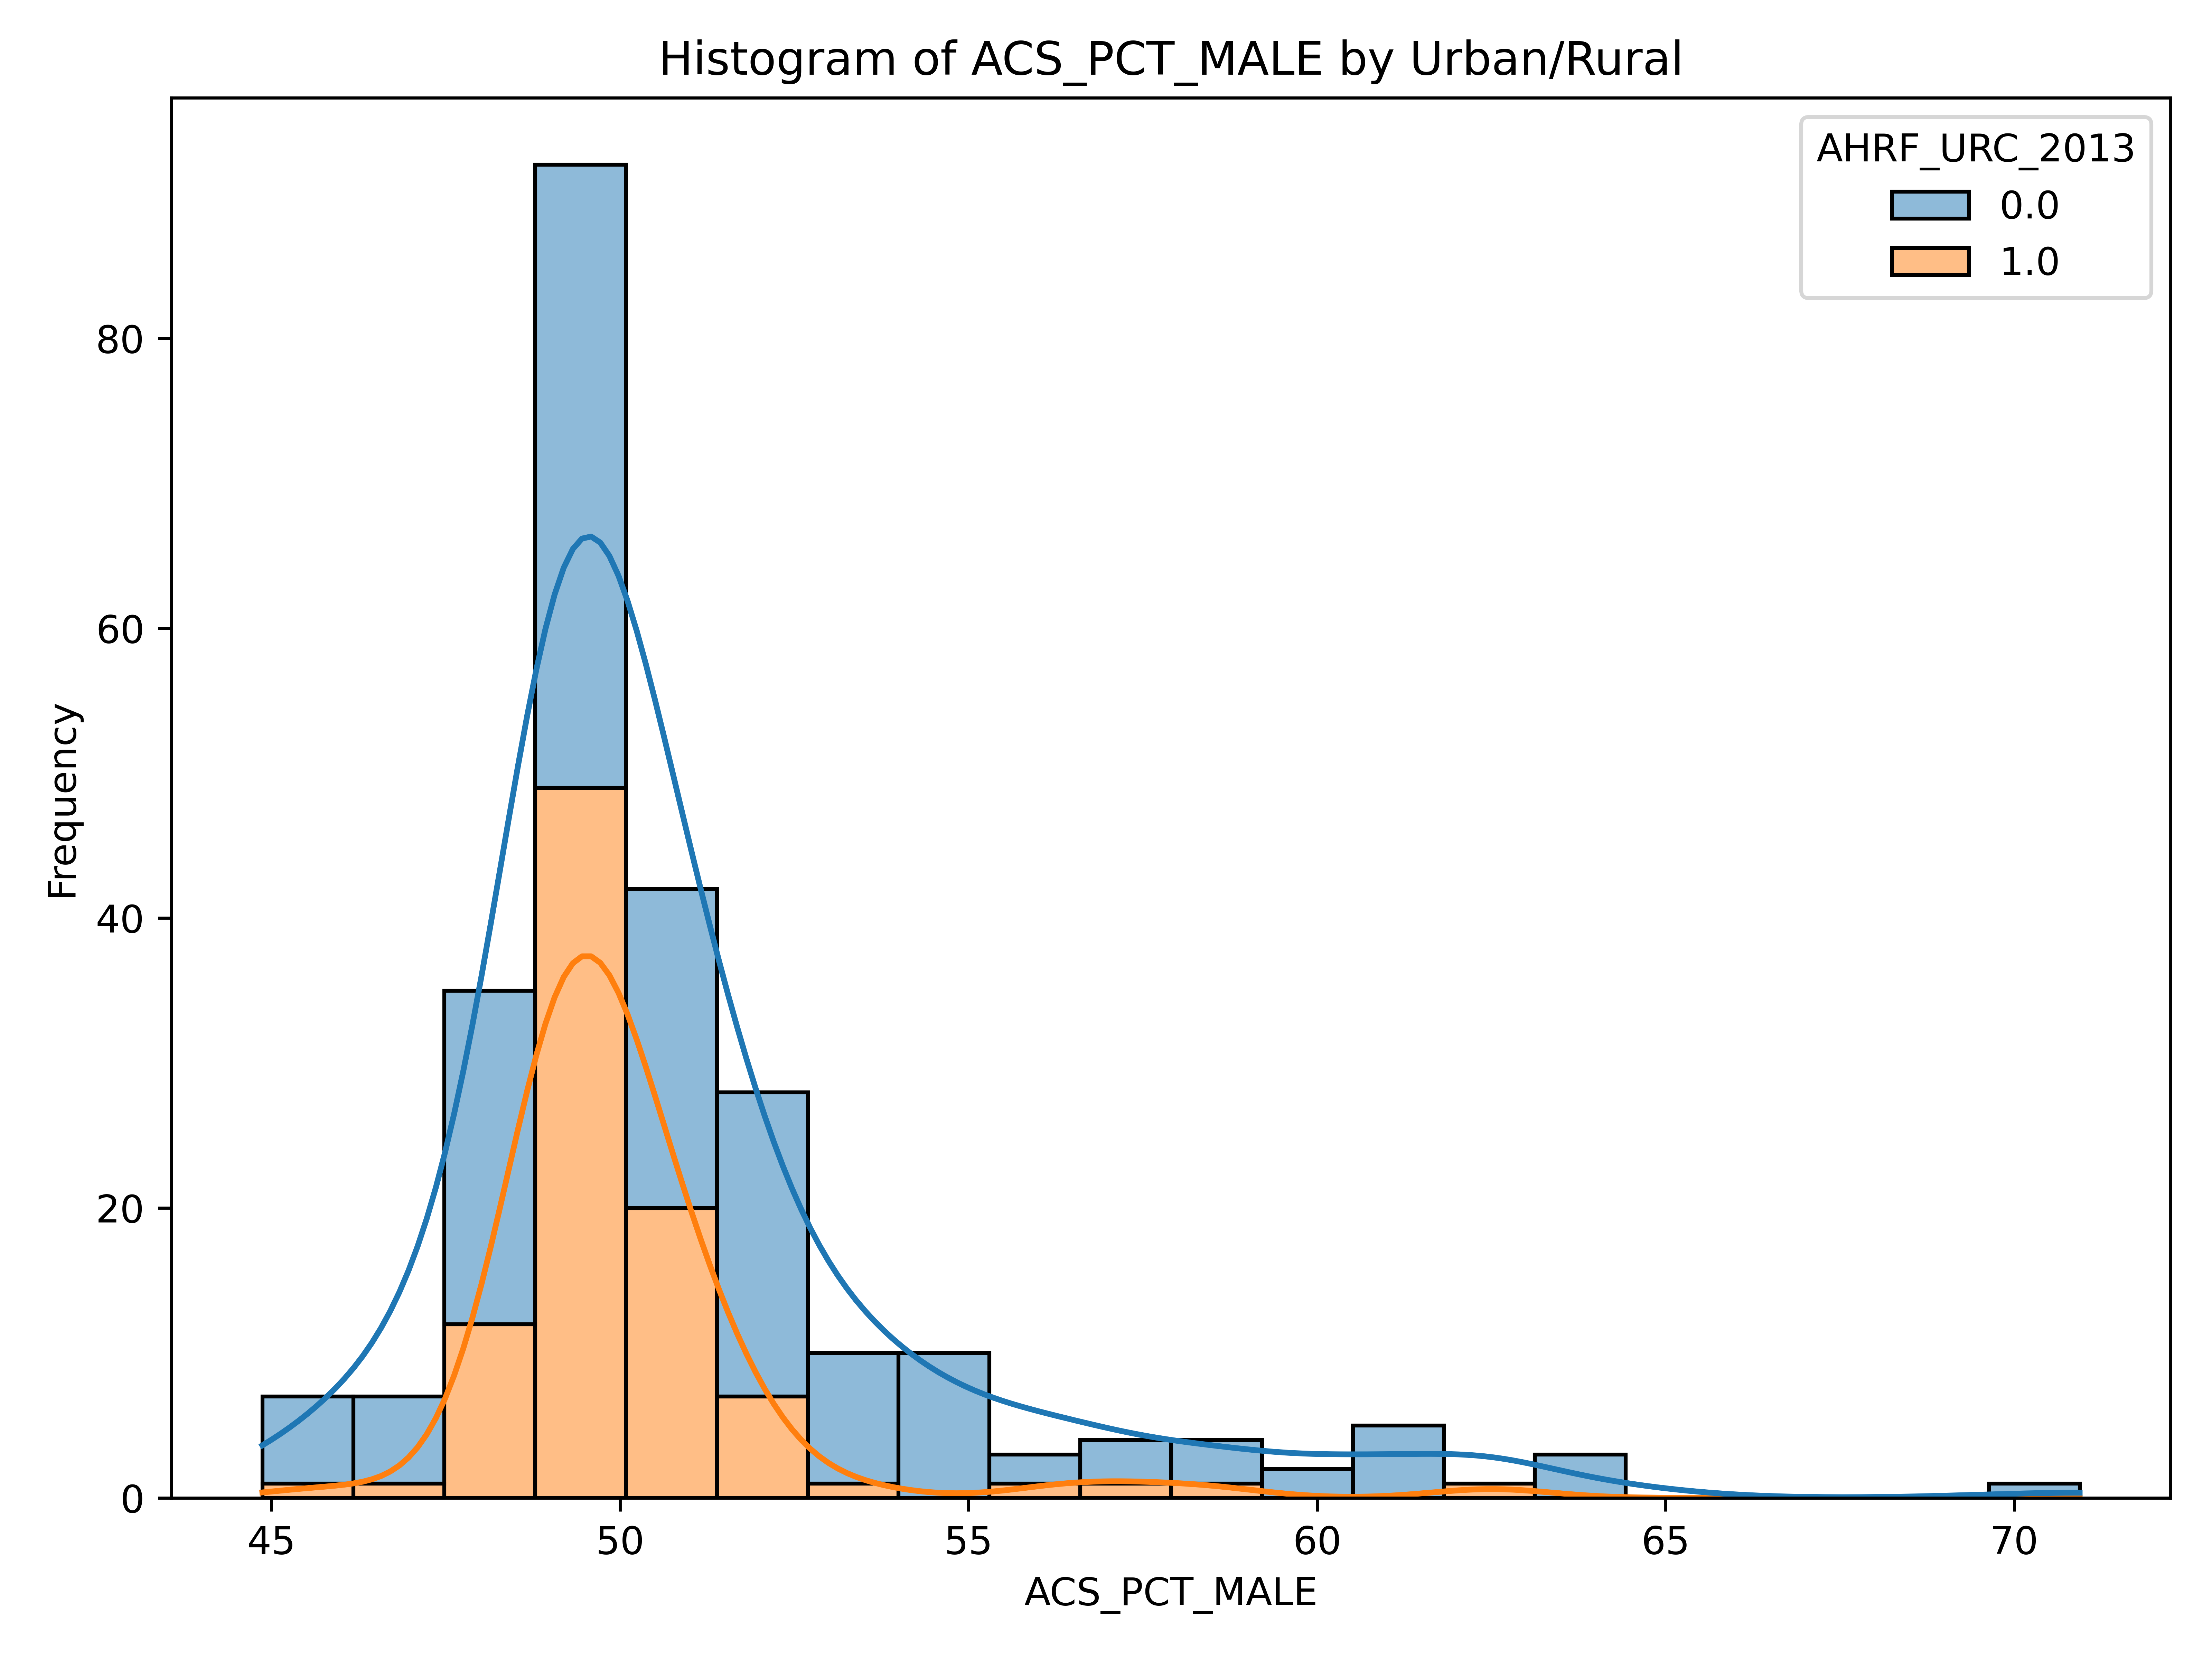 Histogram of ACS_PCT_MALE by Urban/Rural
AHRF_URC_2013
0.0
1.0
Frequency
80
60
40
20
0
45 50 55 60 65 70
ACS_PCT_MALE